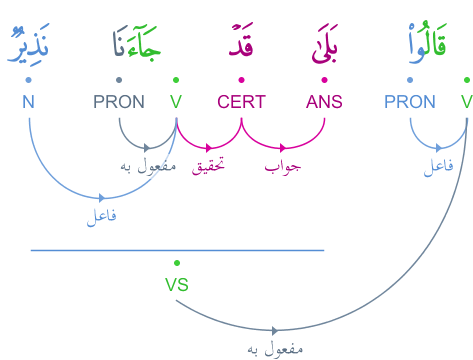 قَالُوا۟ بَلَىٰ قَدْ جَآءَنَا نَذِيرٌ
V PRON ANS CERT V PRON N
فاعل جواب تحقيق مفعول به
فاعل
VS
مفعول به